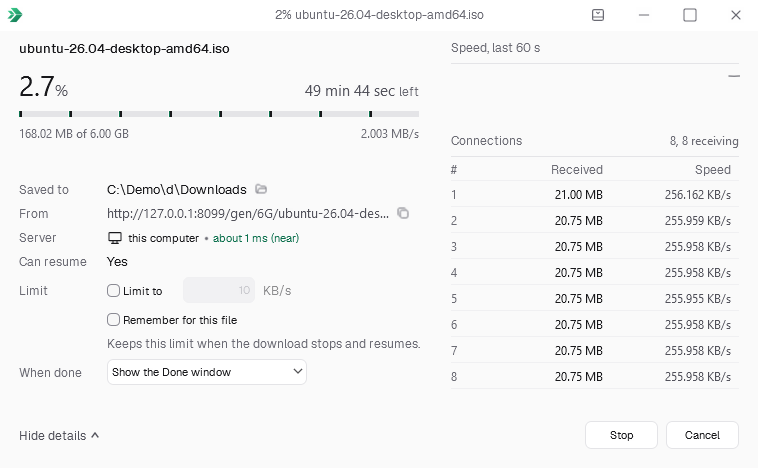 2% ubuntu-26.04-desktop-amd64.iso
ubuntu-26.04-desktop-amd64.iso
2.7%
49 min 44 sec left
168.02 MB of 6.00 GB
2.003 MB/s
Saved to C:\Demo\d\Downloads
From http://127.0.0.1:8099/gen/6G/ubuntu-26.04-des...
Server this computer • about 1 ms (near)
Can resume Yes
Limit Limit to 10 KB/s
Remember for this file
Keeps this limit when the download stops and resumes.
When done Show the Done window
Hide details
Speed, last 60 s
—
Connections 8, 8 receiving
# Received Speed
1 21.00 MB 256.162 KB/s
2 20.75 MB 255.959 KB/s
3 20.75 MB 255.958 KB/s
4 20.75 MB 255.958 KB/s
5 20.75 MB 255.955 KB/s
6 20.75 MB 255.958 KB/s
7 20.75 MB 255.958 KB/s
8 20.75 MB 255.958 KB/s
Stop Cancel